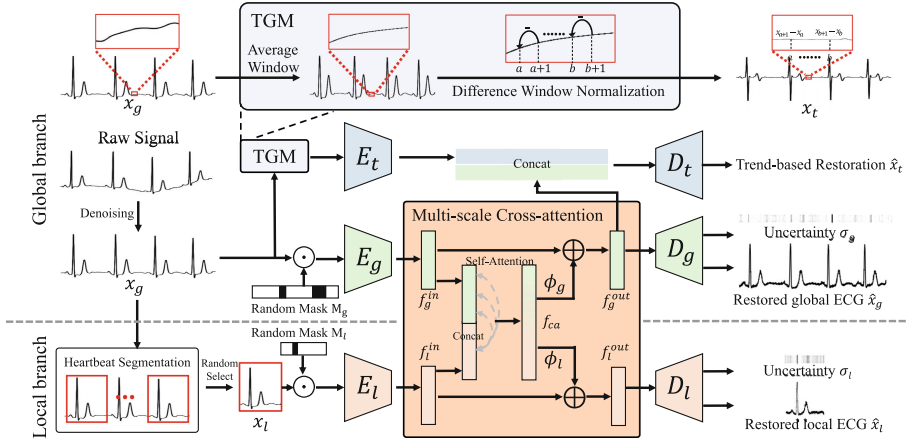 TGM
Average
Window
a a+1 b b+1
Difference Window Normalization
x_{a+1}−x_a x_{b+1}−x_b
x_g
x_t
Global branch
Raw Signal
Denoising
x_g
TGM
E_t
Concat
D_t
Trend-based Restoration x̂_t
Multi-scale Cross-attention
E_g
Self-Attention
f_g^{in}
Concat
ϕ_g
f_{ca}
ϕ_l
f_g^{out}
D_g
Uncertainty σ_g
Restored global ECG x̂_g
Random Mask M_g
Local branch
Random Mask M_l
Heartbeat Segmentation
Random
Select
x_l
E_l
f_l^{in}
f_l^{out}
D_l
Uncertainty σ_l
Restored local ECG x̂_l